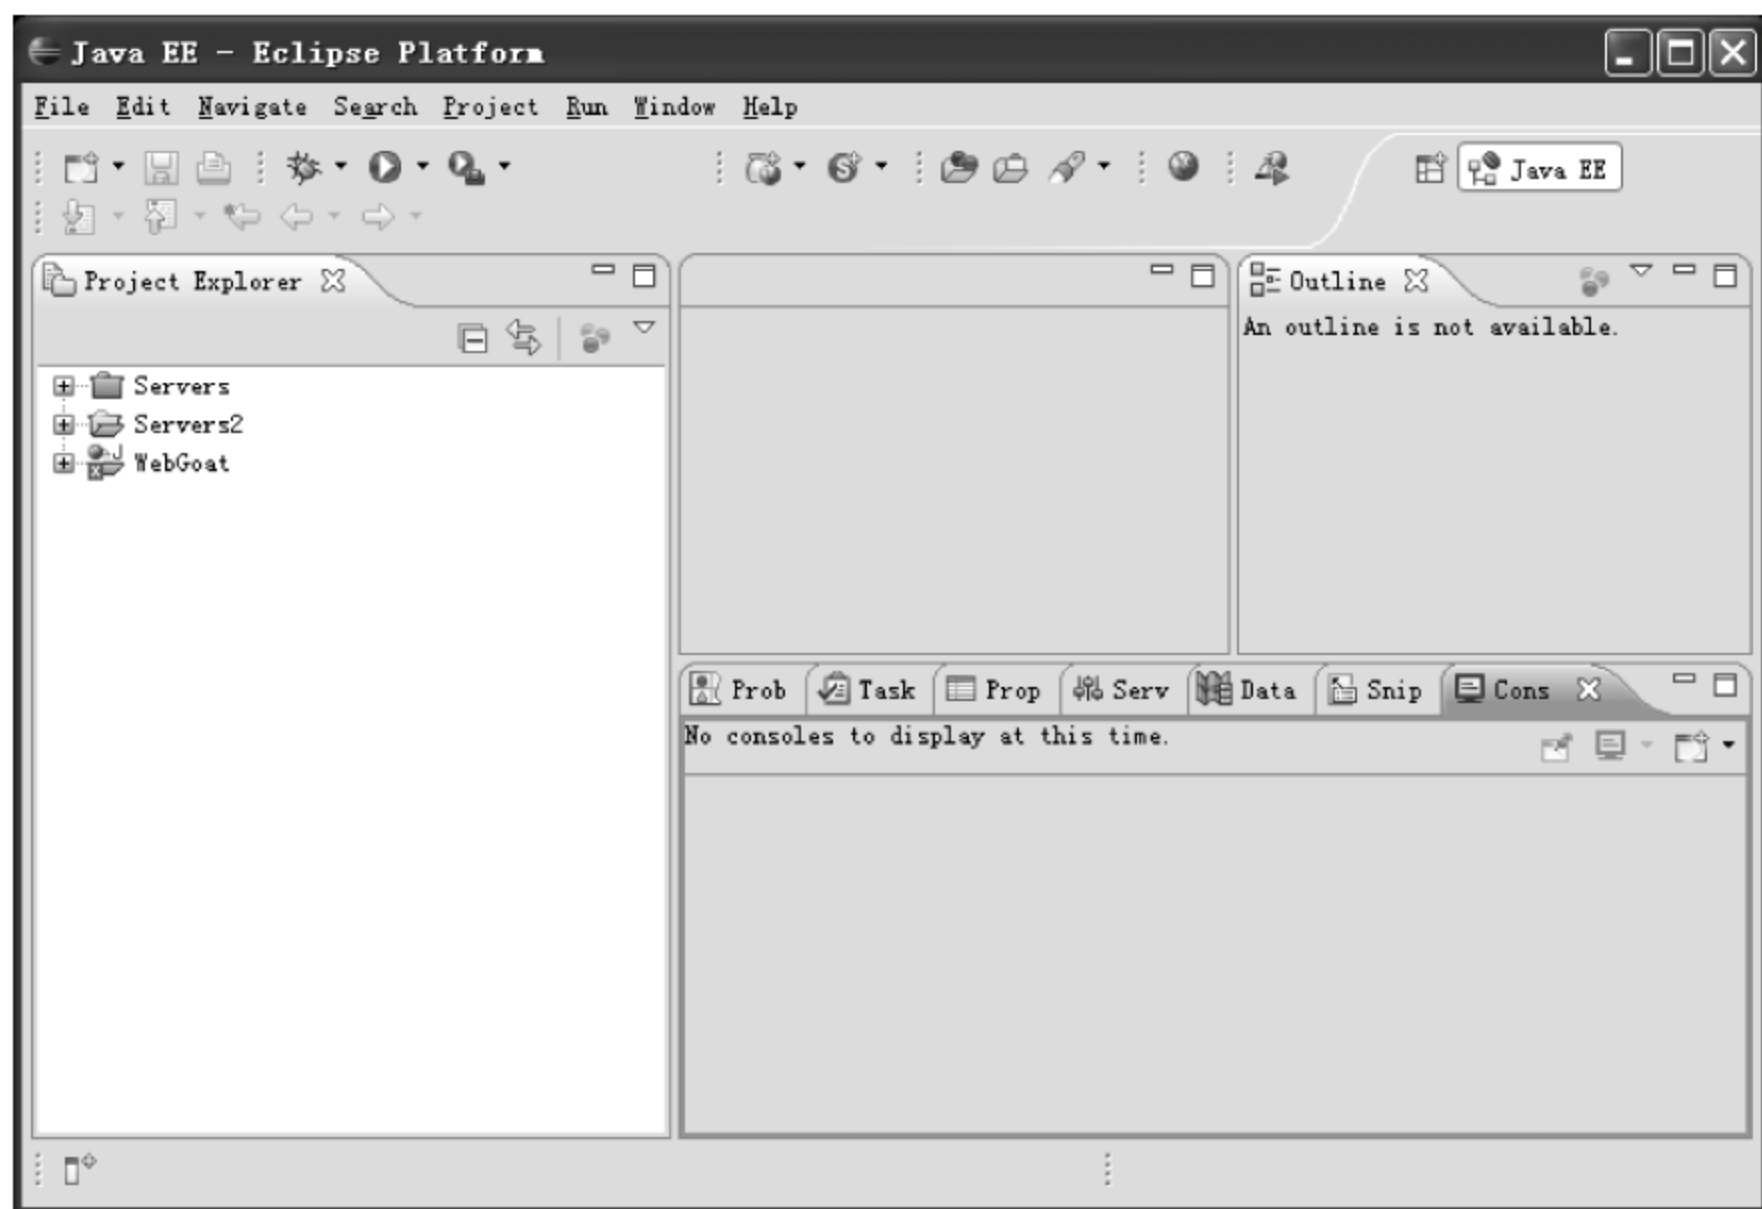 Java EE - Eclipse Platform
File Edit Navigate Search Project Run Window Help
Java EE
Project Explorer
Servers
Servers2
WebGoat
Outline
An outline is not available.
Prob Task Prop Serv Data Snip Cons
No consoles to display at this time.